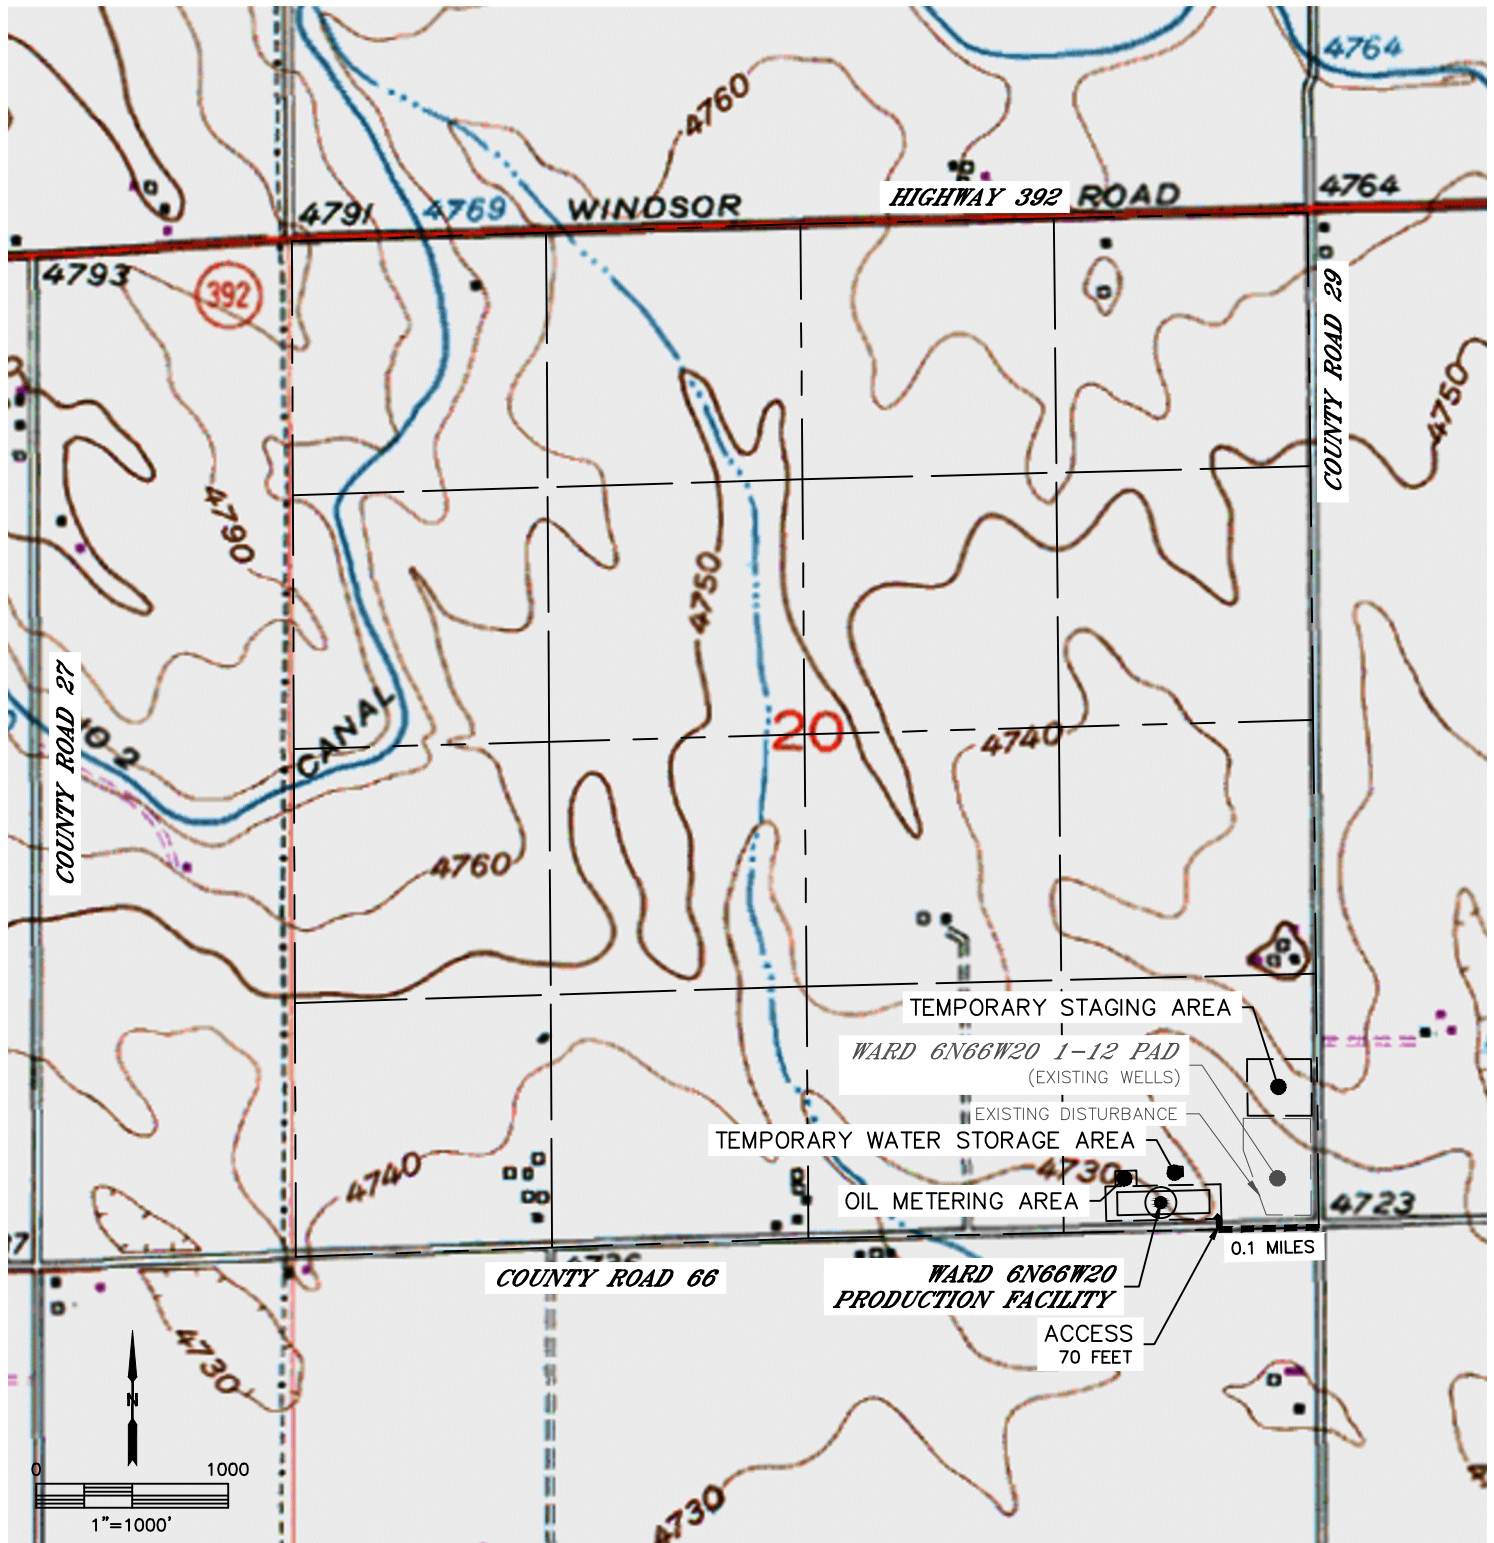 4764
4760
4764
HIGHWAY 392
WINDSOR
ROAD
4791
4769
4793
392
COUNTY ROAD 29
4750
4790
4750
COUNTY ROAD 27
NO 2
CANAL
20
4740
4760
TEMPORARY STAGING AREA
WARD 6N66W20 1-12 PAD
(EXISTING WELLS)
EXISTING DISTURBANCE
TEMPORARY WATER STORAGE AREA
4740
4730
OIL METERING AREA
4723
0.1 MILES
COUNTY ROAD 66
WARD 6N66W20
PRODUCTION FACILITY
ACCESS
70 FEET
4730
N
0 1000
1"=1000'
4730